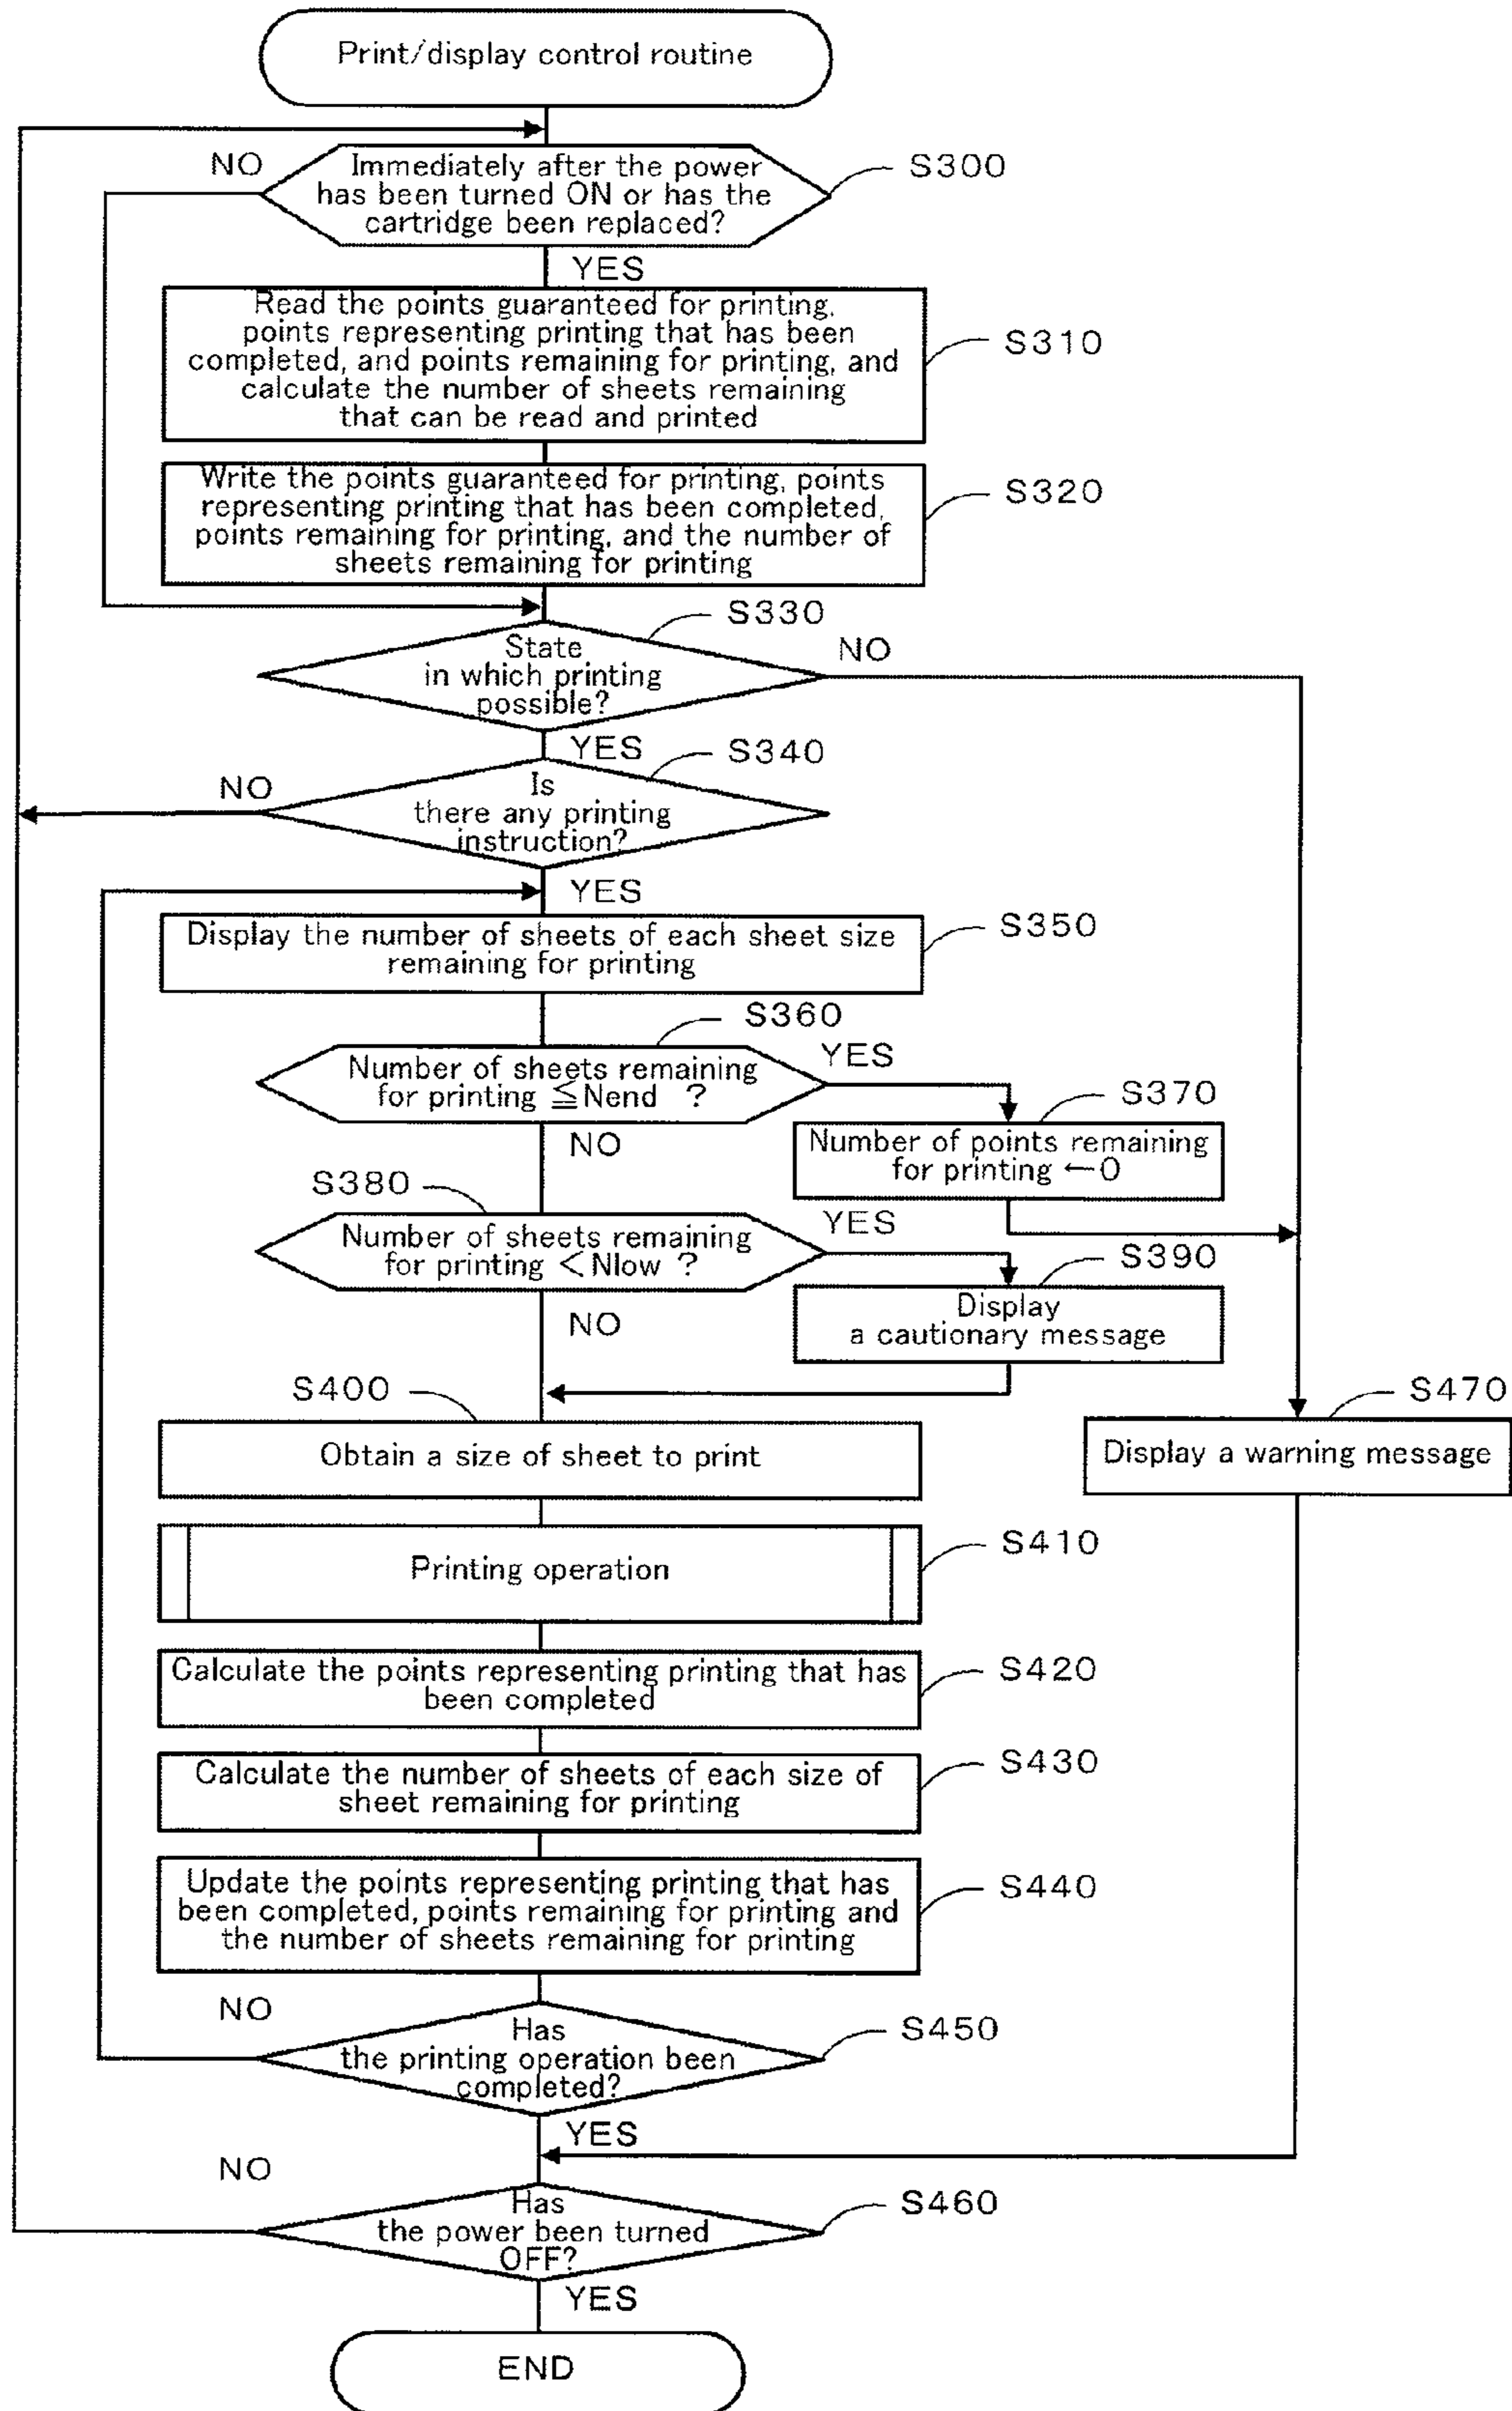 Print/display control routine
NO
Immediately after the power
has been turned ON or has the
cartridge been replaced?
S300
YES
Read the points guaranteed for printing,
points representing printing that has been
completed, and points remaining for printing, and
calculate the number of sheets remaining
that can be read and printed
S310
Write the points guaranteed for printing, points
representing printing that has been completed,
points remaining for printing, and the number of
sheets remaining for printing
S320
S330
State
in which printing
possible?
NO
YES
S340
NO
Is
there any printing
instruction?
YES
Display the number of sheets of each sheet size
remaining for printing
S350
S360
Number of sheets remaining
for printing ≦Nend ?
YES
S370
NO
Number of points remaining
for printing ←0
S380
YES
Number of sheets remaining
for printing <Nlow ?
S390
NO
Display
a cautionary message
S400
S470
Obtain a size of sheet to print
Display a warning message
Printing operation
S410
Calculate the points representing printing that has
been completed
S420
Calculate the number of sheets of each size of
sheet remaining for printing
S430
Update the points representing printing that has
been completed, points remaining for printing and
the number of sheets remaining for printing
S440
NO
Has
the printing operation been
completed?
S450
YES
NO
Has
the power been turned
OFF?
S460
YES
END